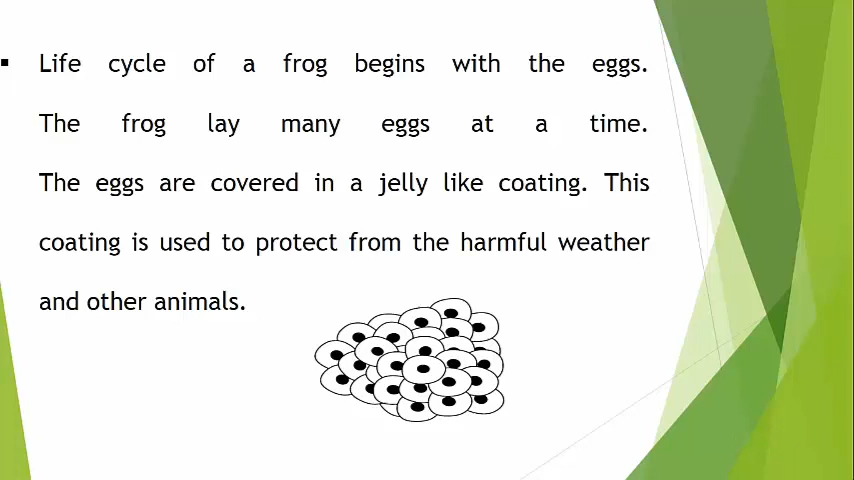 Life cycle of a frog begins with the eggs.
The frog lay many eggs at a time.
The eggs are covered in a jelly like coating. This
coating is used to protect from the harmful weather
and other animals.